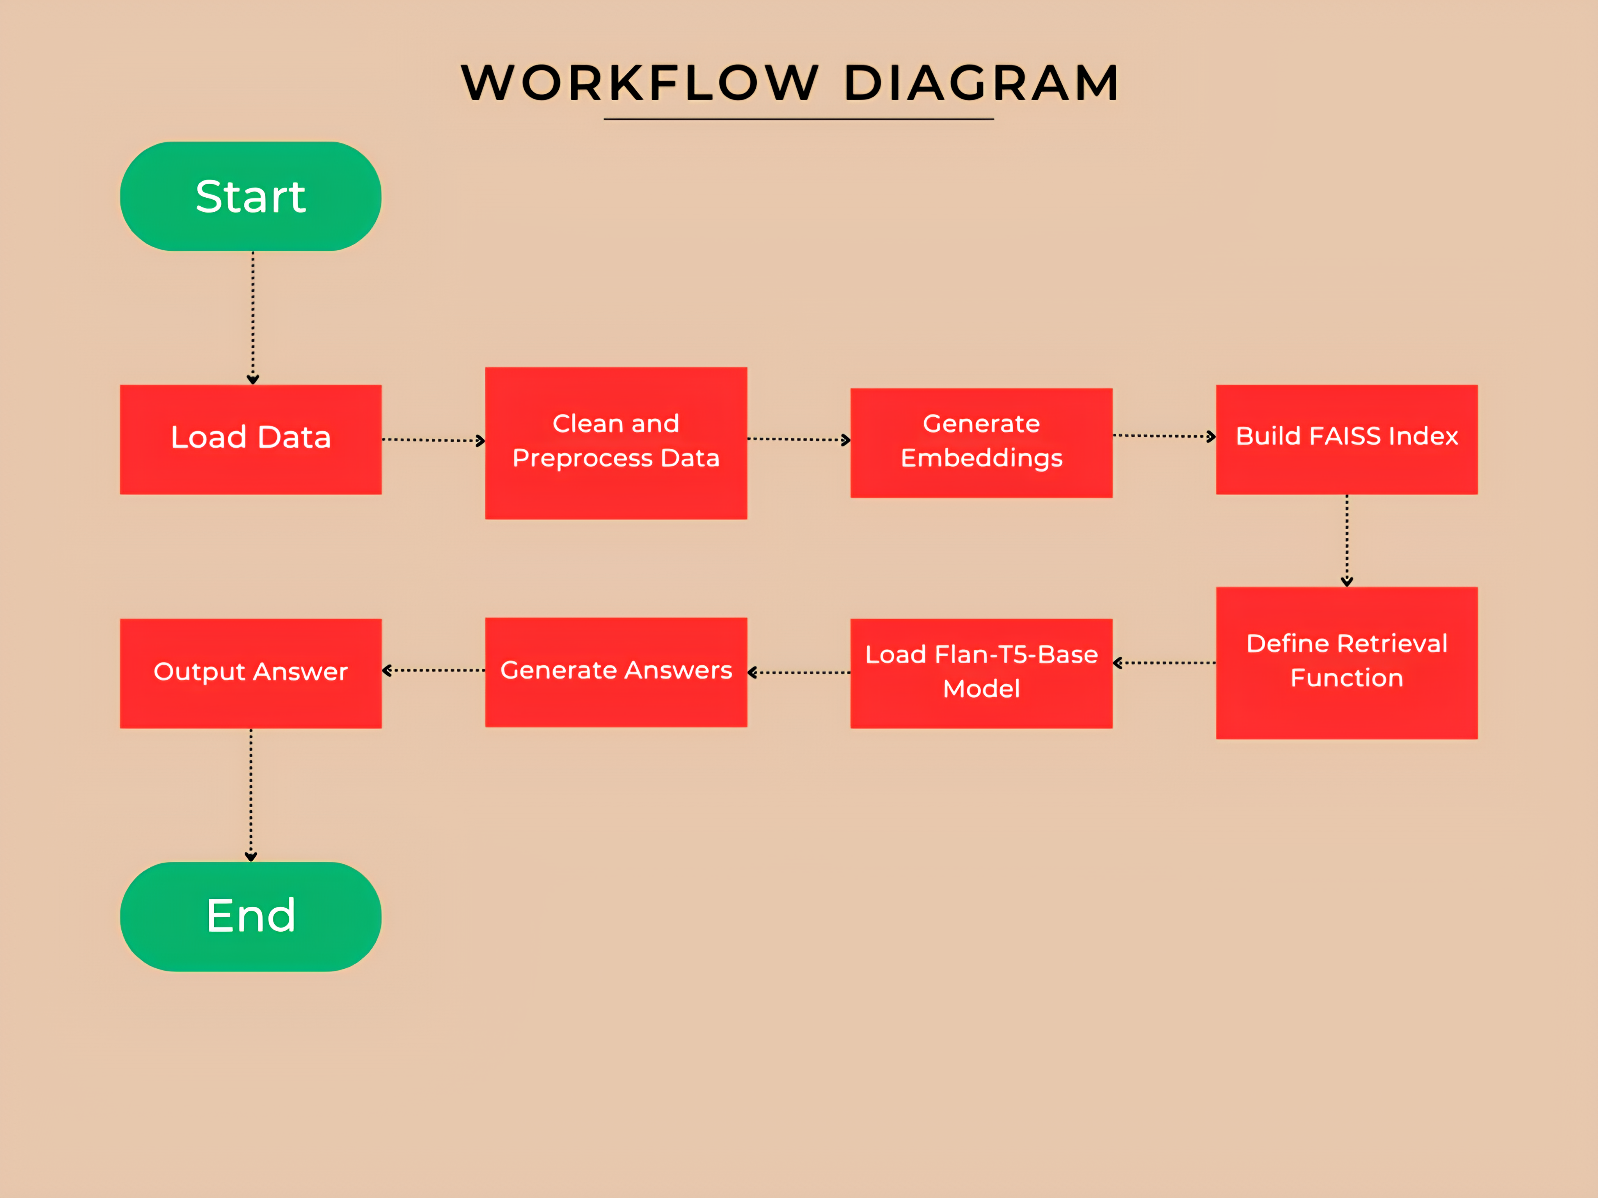 WORKFLOW DIAGRAM
Start
Load Data
Clean and
Preprocess Data
Generate
Embeddings
Build FAISS Index
Define Retrieval
Function
Load Flan-T5-Base
Model
Generate Answers
Output Answer
End